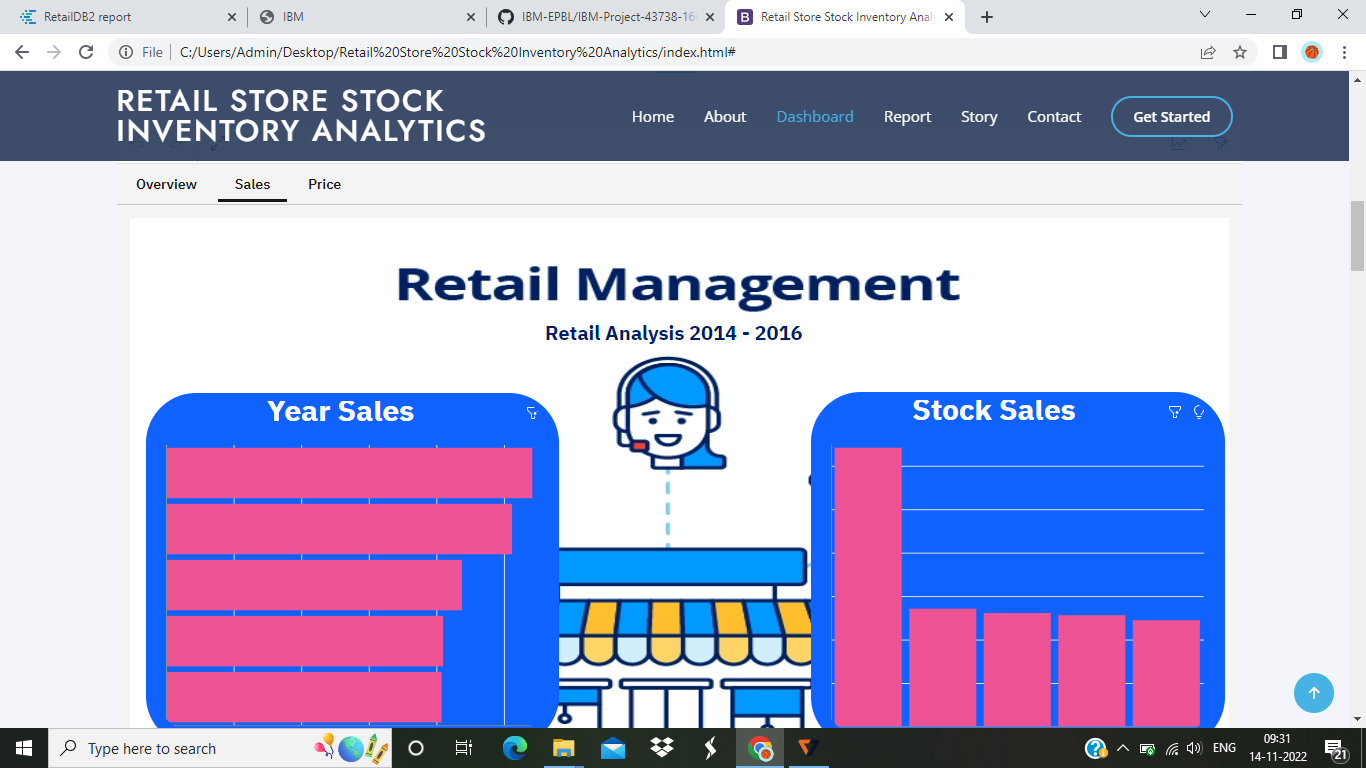 RetailDB2 report
IBM
IBM-EPBL/IBM-Project-43738-16
Retail Store Stock Inventory Anal
File
C:/Users/Admin/Desktop/Retail%20Store%20Stock%20Inventory%20Analytics/index.html#
RETAIL STORE STOCK
INVENTORY ANALYTICS
Home
About
Dashboard
Report
Story
Contact
Get Started
Overview
Sales
Price
Retail Management
Retail Analysis 2014 - 2016
Year Sales
Stock Sales
Type here to search
ENG
09:31
14-11-2022
21